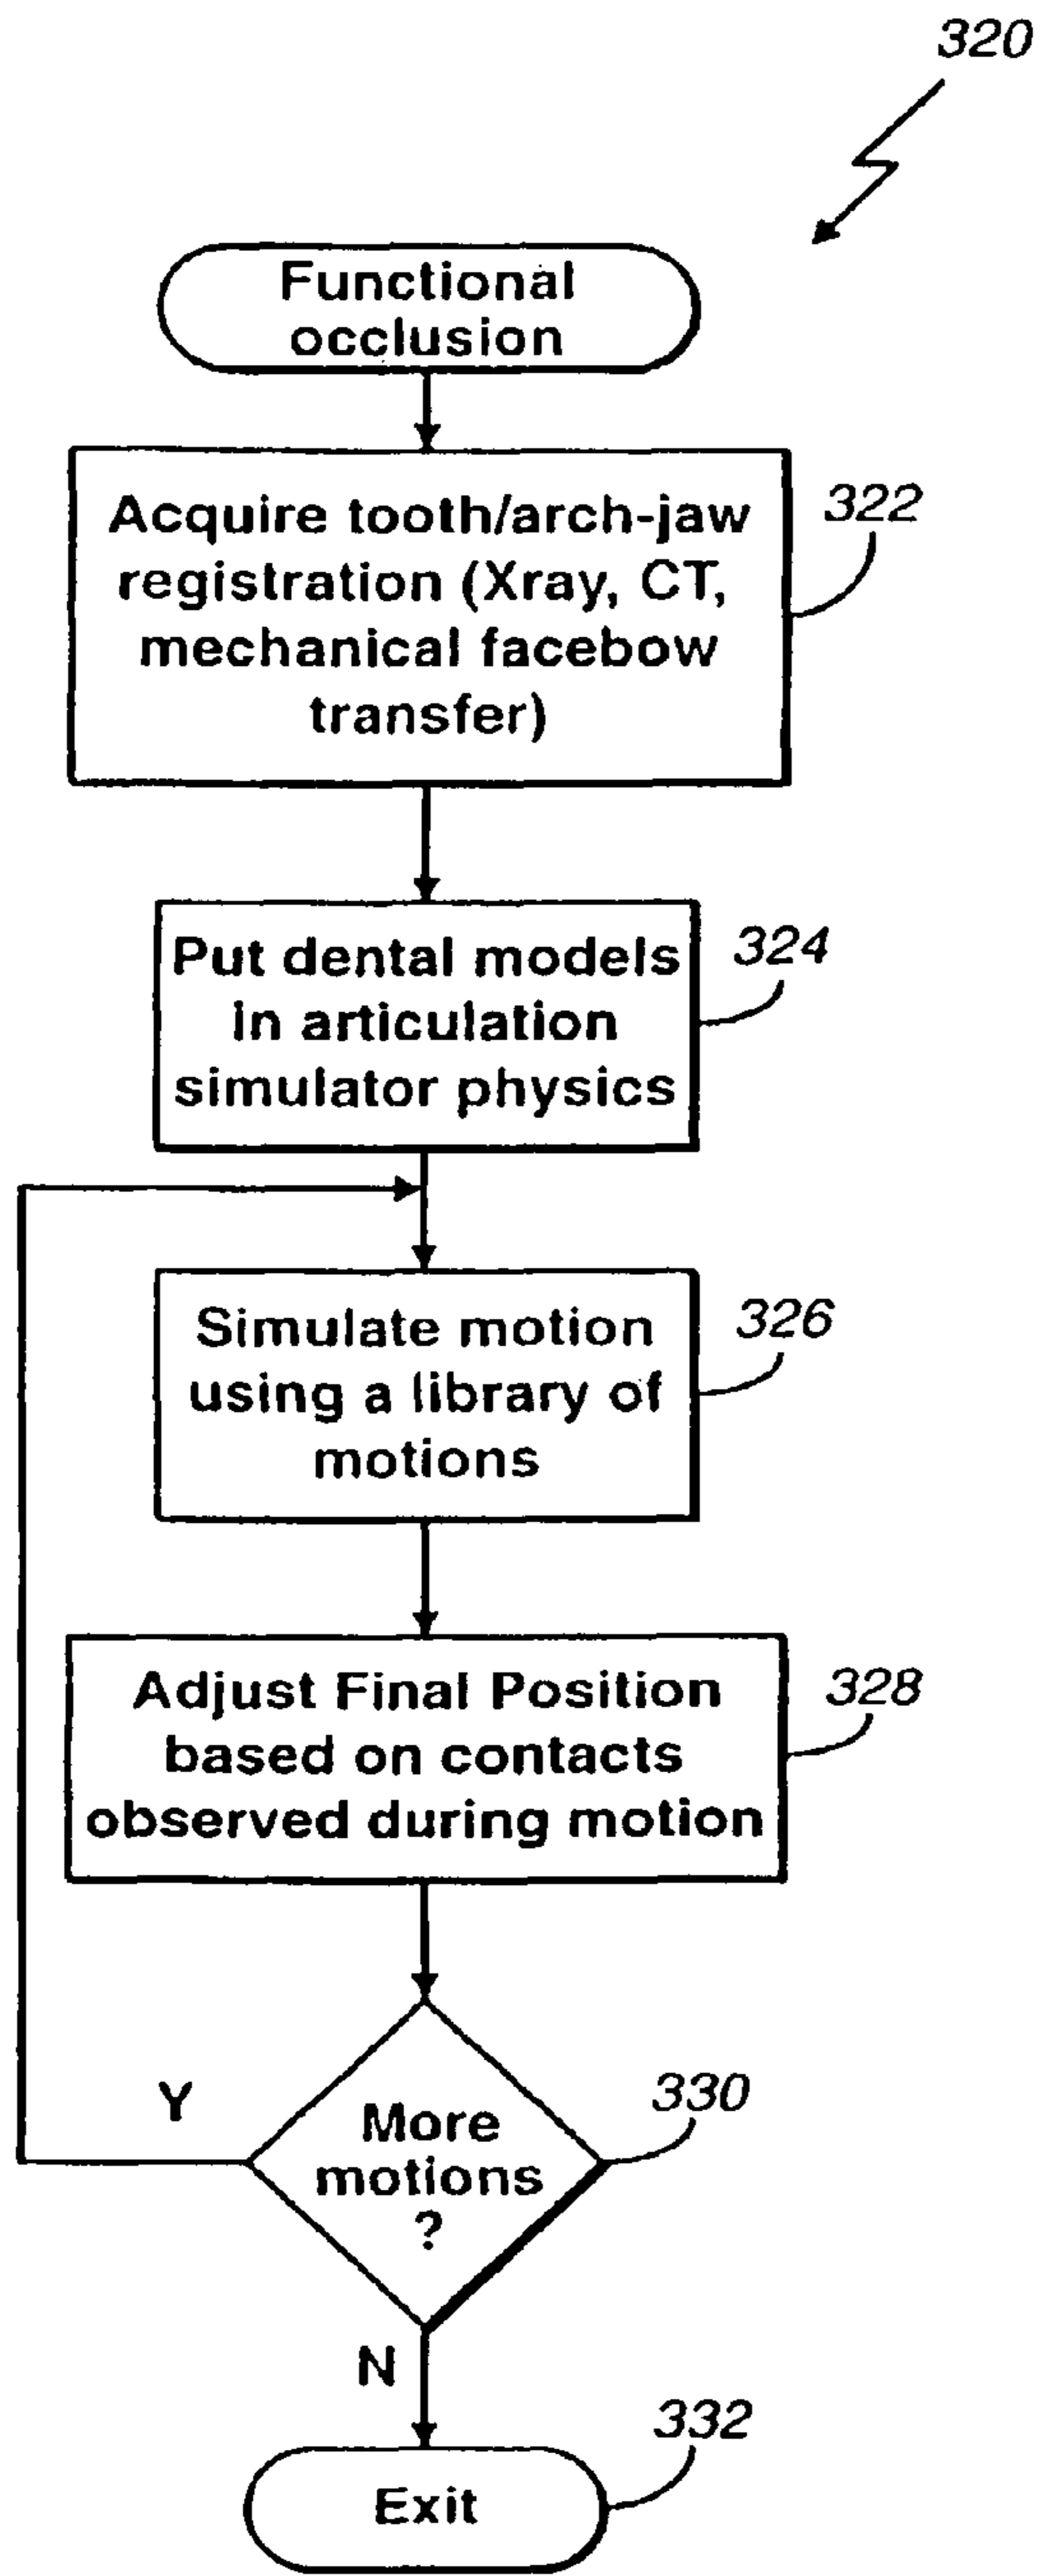 320
Functional
occlusion
Acquire tooth/arch-jaw
registration (Xray, CT,
mechanical facebow
transfer)
322
Put dental models
in articulation
simulator physics
324
Simulate motion
using a library of
motions
326
Adjust Final Position
based on contacts
observed during motion
328
Y
More
motions
?
330
N
Exit
332